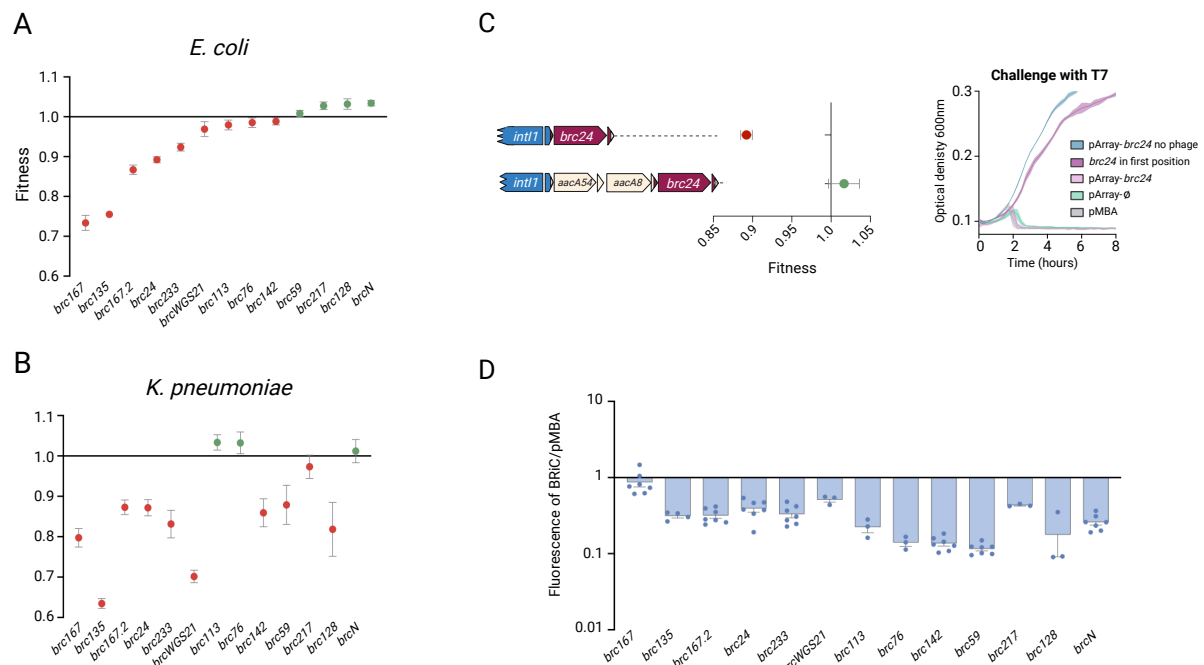 A
E. coli
Fitness
1.1
1.0
0.9
0.8
0.7
0.6
brc167
brc135
brc167.2
brc24
brc233
brcWGS21
brc113
brc76
brc142
brc59
brc217
brc128
brcN
B
K. pneumoniae
1.1
1.0
0.9
0.8
0.7
0.6
brc167
brc135
brc167.2
brc24
brc233
brcWGS21
brc113
brc76
brc142
brc59
brc217
brc128
brcN
C
intI1 brc24
intI1 aacA54 aacA8 brc24
0.85
0.9
0.95
1.0
1.05
Fitness
Challenge with T7
Optical denisty 600nm
0.3
0.2
0.1
0 2 4 6 8
Time (hours)
pArray-brc24 no phage
brc24 in first position
pArray-brc24
pArray-ø
pMBA
D
Fluorescence of BRiC/pMBA
10
1
0.1
0.01
brc167
brc135
brc167.2
brc24
brc233
rcWGS21
brc113
brc76
brc142
brc59
brc217
brc128
brcN